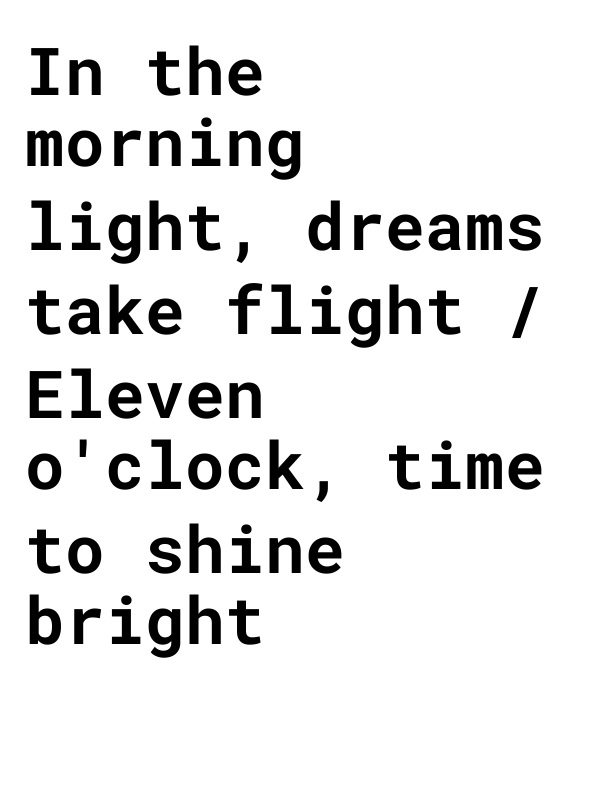 In the
morning
light, dreams
take flight /
Eleven
o'clock, time
to shine
bright